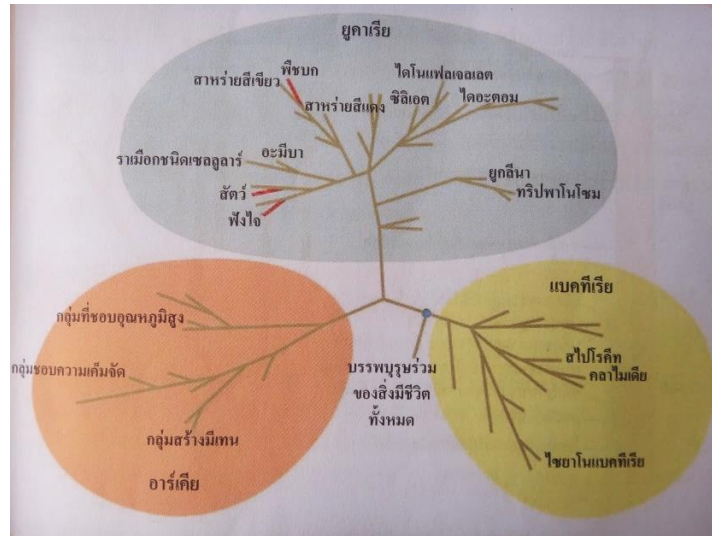 ยูคาเรีย
พืชบก
สาหร่ายสีเขียว
สาหร่ายสีแดง
ไดโนแฟลเจลเลต
ซิลิเอต
ไดอะตอม
อะมีบา
ราเมือกชนิดเซลลูลาร์
สัตว์
ฟังไจ
ยูกลีนา
ทริปพาโนโซม
แบคทีเรีย
กลุ่มที่ชอบอุณหภูมิสูง
กลุ่มชอบความเค็มจัด
กลุ่มสร้างมีเทน
อาร์เคีย
บรรพบุรุษร่วม
ของสิ่งมีชีวิต
ทั้งหมด
สไปโรคีท
คลาไมเดีย
ไซยาโนแบคทีเรีย